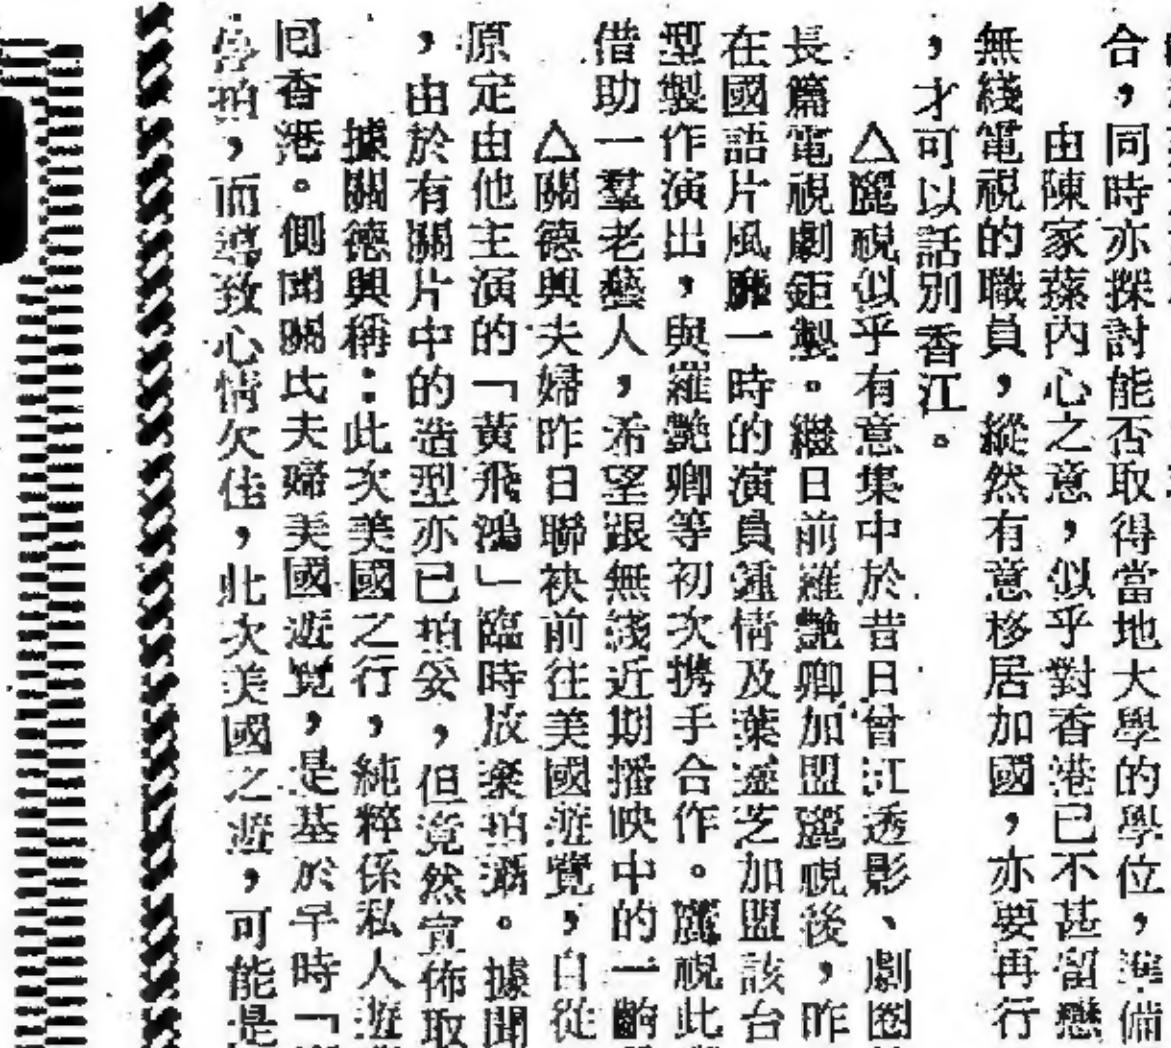 合,同時亦探討能否取得當地大學的學位,準備
由陳家蓀內心之意,似乎對香港已不甚留戀
無綫電視的職員,縱然有意移居加國,亦要再行
,才可以話別香江。
△麗視似乎有意集中於昔日曾江透影、劇圈
長篇電視劇鉅製。繼日前羅艷卿加盟麗視後,昨
在國語片風靡一時的演員鍾情及葉盛芝加盟該台
型製作演出,與羅艷卿等初次携手合作。麗視此
借助一羣老藝人,希望跟無綫近期播映中的一齣
△關德興夫婦昨日聯袂前往美國遊覽,自從
原定由他主演的「黃飛鴻」臨時放棄拍攝。據聞
,由於有關片中的造型亦已拍妥,但竟然宣佈取
據關德興稱:此次美國之行,純粹係私人遊
回香港。側聞關氏夫婦美國遊覽,是基於早時「
停拍,而導致心情欠佳,此次美國之遊,可能是